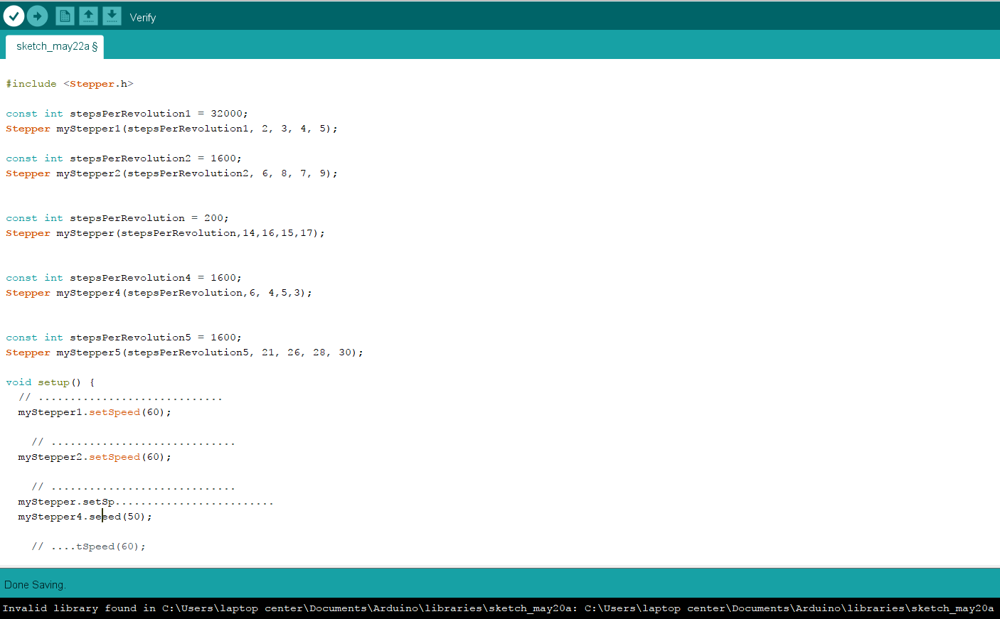 Verify
sketch_may22a §
#include <Stepper.h>
const int stepsPerRevolution1 = 32000;
Stepper myStepper1(stepsPerRevolution1, 2, 3, 4, 5);
const int stepsPerRevolution2 = 1600;
Stepper myStepper2(stepsPerRevolution2, 6, 8, 7, 9);
const int stepsPerRevolution = 200;
Stepper myStepper(stepsPerRevolution,14,16,15,17);
const int stepsPerRevolution4 = 1600;
Stepper myStepper4(stepsPerRevolution,6, 4,5,3);
const int stepsPerRevolution5 = 1600;
Stepper myStepper5(stepsPerRevolution5, 21, 26, 28, 30);
void setup() {
// .............................
myStepper1.setSpeed(60);
// .............................
myStepper2.setSpeed(60);
// .............................
myStepper.setSp.........................
myStepper4.seeed(50);
// ....tSpeed(60);
Done Saving.
Invalid library found in C:\Users\laptop center\Documents\Arduino\libraries\sketch_may20a: C:\Users\laptop center\Documents\Arduino\libraries\sketch_may20a